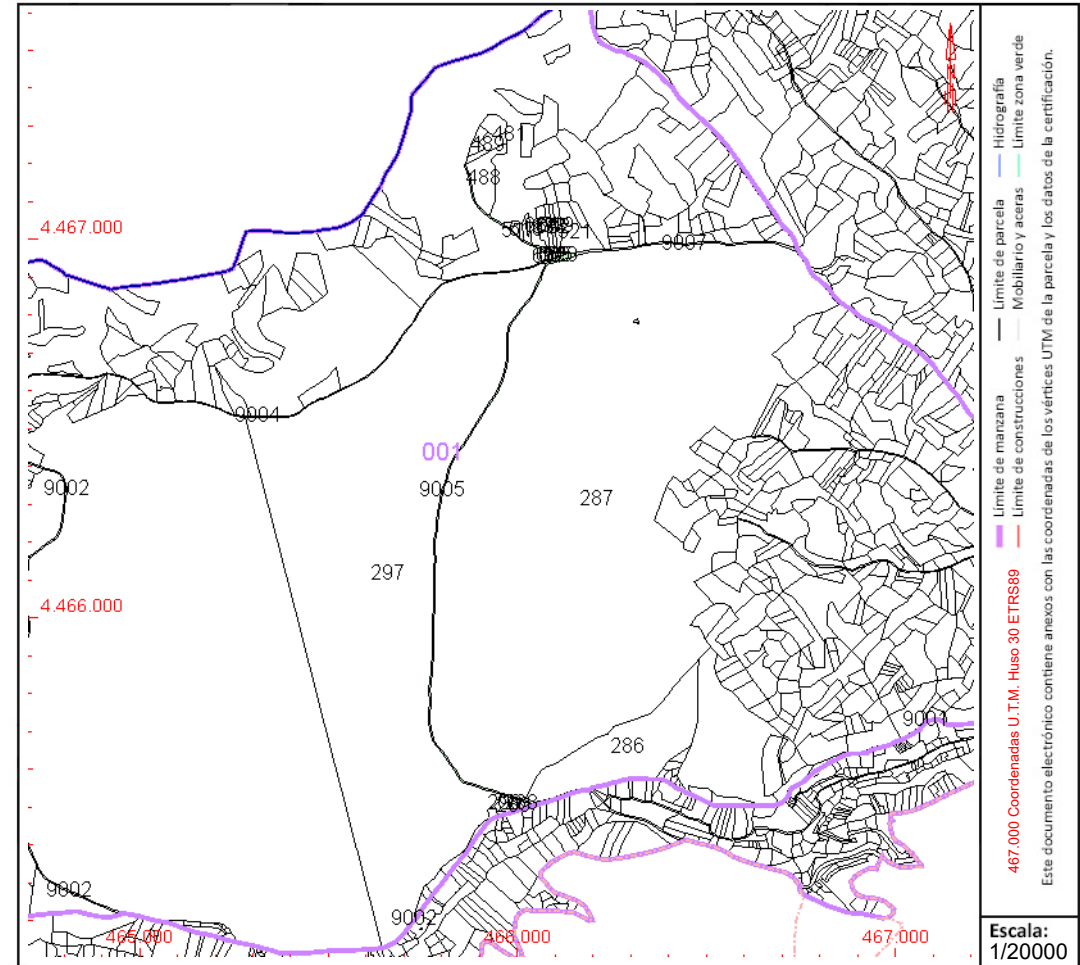 481
489
488
4.467.000
9007
9004
001
9002
9005
287
297
4.466.000
9001
286
9002
9002
465.000
466.000
467.000
Límite de manzana
Límite de parcela
Hidrografía
Límite de construcciones
Mobiliario y aceras
Límite zona verde
467.000 Coordenadas U.T.M. Huso 30 ETRS89
Este documento electrónico contiene anexos con las coordenadas de los vértices UTM de la parcela y los datos de la certificación.
Escala:
1/20000